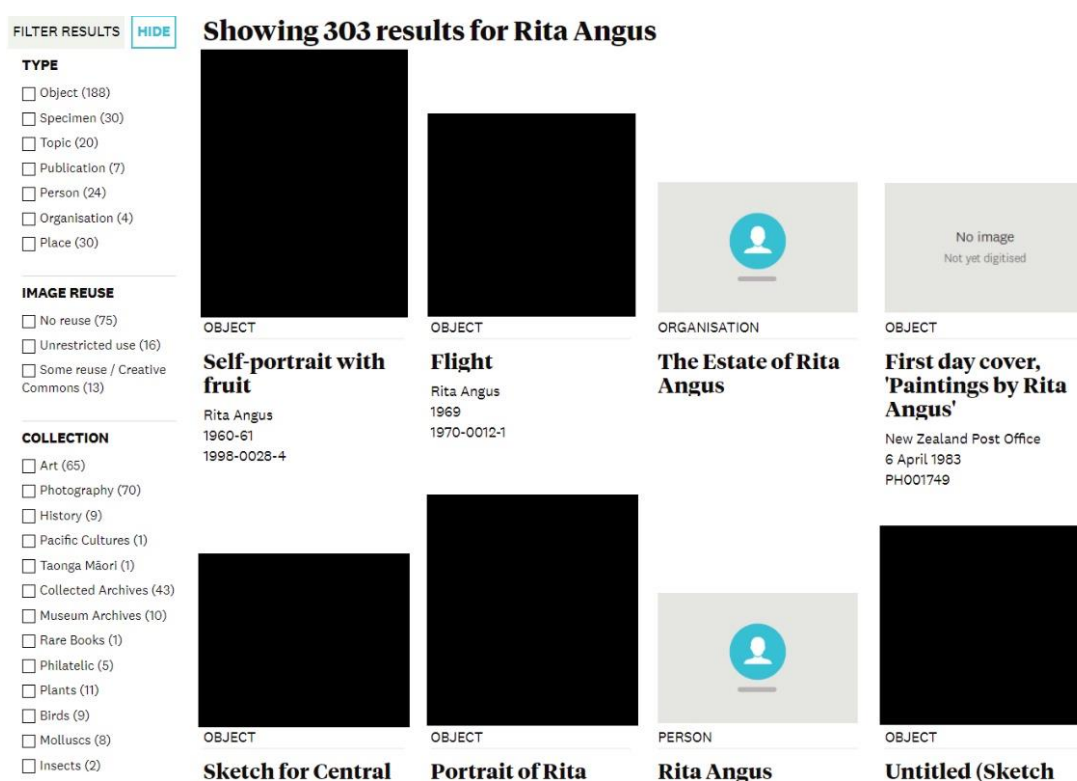 FILTER RESULTS HIDE
TYPE
Object (188)
Specimen (30)
Topic (20)
Publication (7)
Person (24)
Organisation (4)
Place (30)
IMAGE REUSE
No reuse (75)
Unrestricted use (16)
Some reuse / Creative
Commons (13)
COLLECTION
Art (65)
Photography (70)
History (9)
Pacific Cultures (1)
Taonga Māori (1)
Collected Archives (43)
Museum Archives (10)
Rare Books (1)
Philatelic (5)
Plants (11)
Birds (9)
Molluscs (8)
Insects (2)
Showing 303 results for Rita Angus
OBJECT
Self-portrait with
fruit
Rita Angus
1960-61
1998-0028-4
OBJECT
Flight
Rita Angus
1969
1970-0012-1
ORGANISATION
The Estate of Rita
Angus
No image
Not yet digitised
OBJECT
First day cover,
'Paintings by Rita
Angus'
New Zealand Post Office
6 April 1983
PH001749
OBJECT
Sketch for Central
OBJECT
Portrait of Rita
PERSON
Rita Angus
OBJECT
Untitled (Sketch